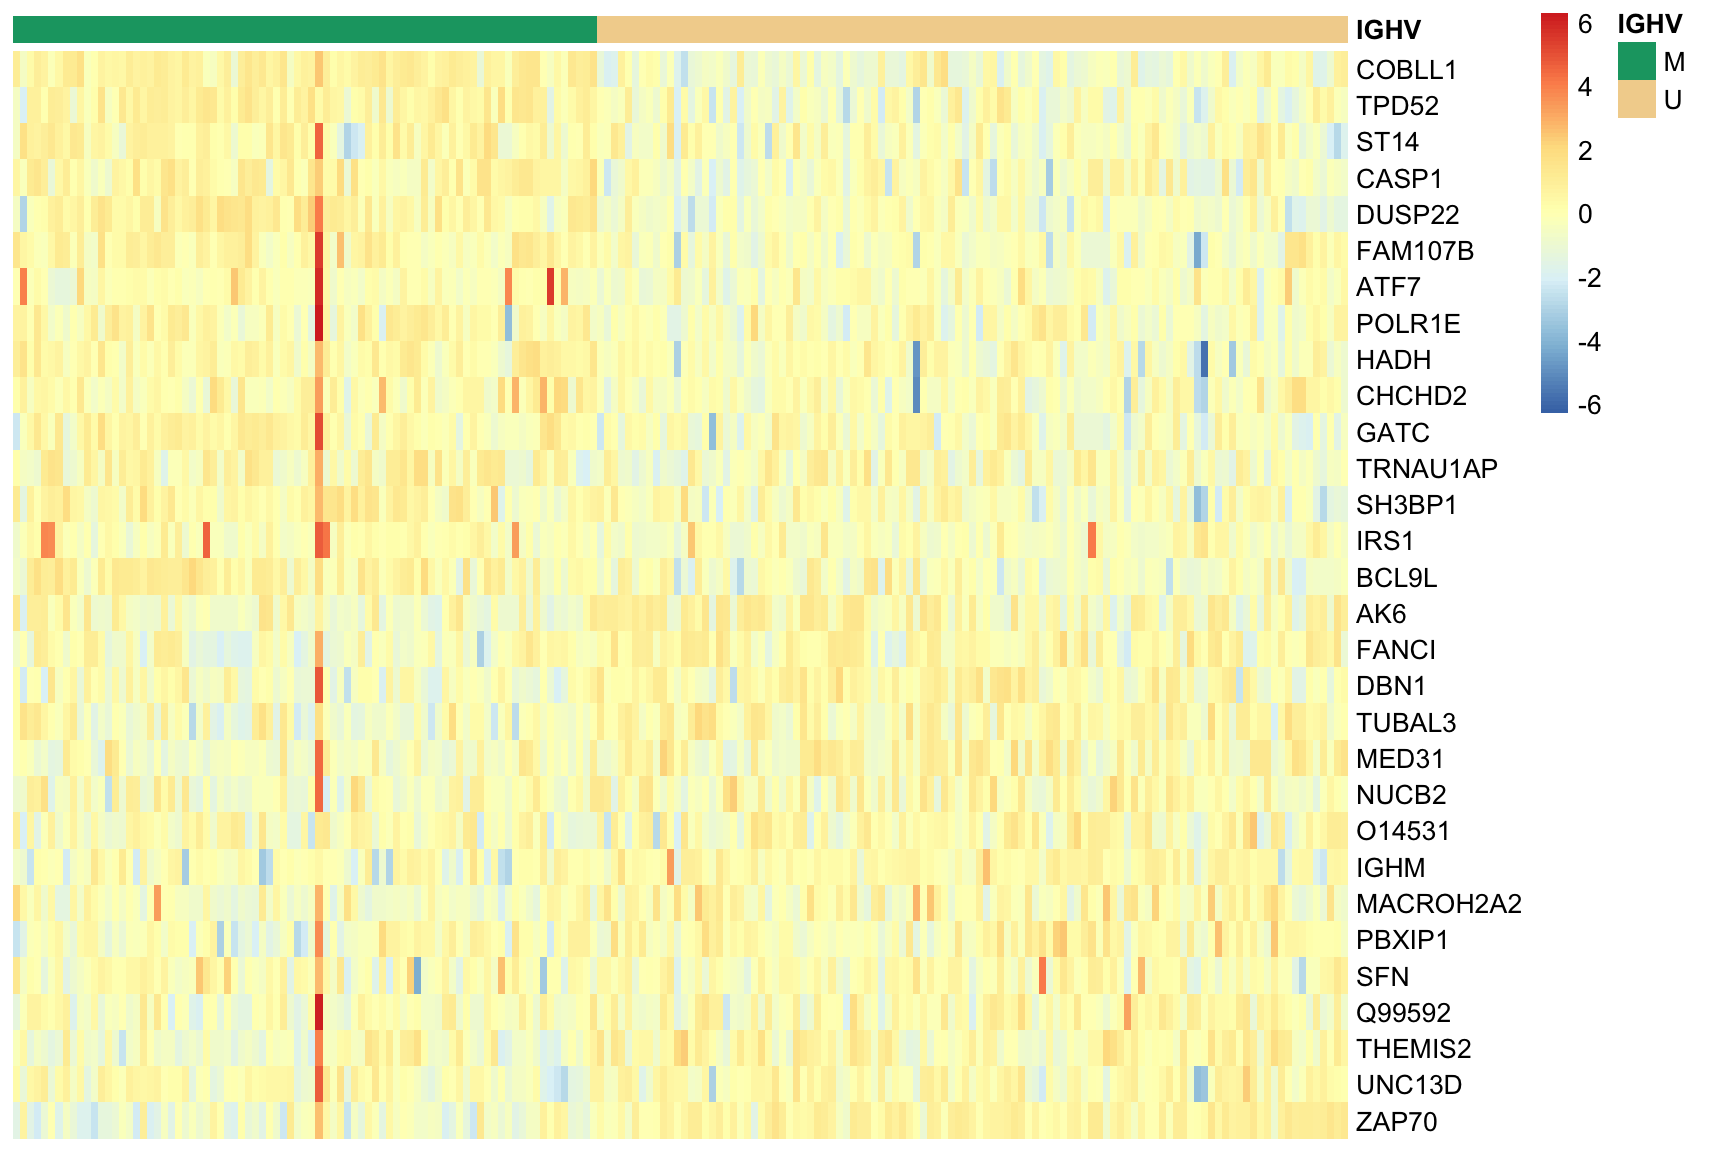 IGHV
COBLL1
TPD52
ST14
CASP1
DUSP22
FAM107B
ATF7
POLR1E
HADH
CHCHD2
GATC
TRNAU1AP
SH3BP1
IRS1
BCL9L
AK6
FANCI
DBN1
TUBAL3
MED31
NUCB2
O14531
IGHM
MACROH2A2
PBXIP1
SFN
Q99592
THEMIS2
UNC13D
ZAP70
6
4
2
0
-2
-4
-6
IGHV
M
U